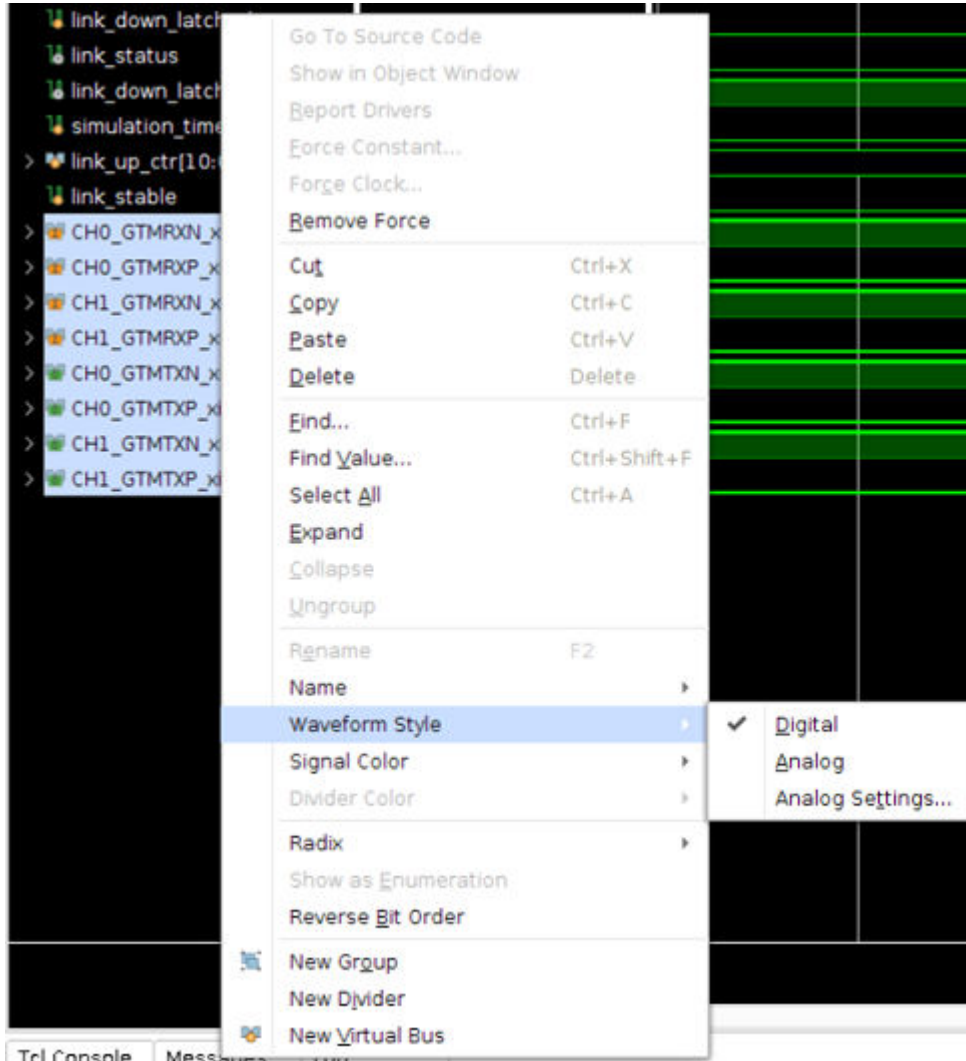 link_down_latch
link_status
link_down_latch
simulation_time
link_up_ctr[10:
link_stable
CH0_GTMRXN_x
CH0_GTMRXP_x
CH1_GTMRXN_x
CH1_GTMRXP_x
CH0_GTMTXN_x
CH0_GTMTXP_xi
CH1_GTMTXN_x
CH1_GTMTXP_xi
Go To Source Code
Show in Object Window
Report Drivers
Force Constant...
Force Clock...
Remove Force
Cut Ctrl+X
Copy Ctrl+C
Paste Ctrl+V
Delete Delete
Find... Ctrl+F
Find Value... Ctrl+Shift+F
Select All Ctrl+A
Expand
Collapse
Ungroup
Rename F2
Name
Waveform Style
Signal Color
Divider Color
Radix
Show as Enumeration
Reverse Bit Order
New Group
New Divider
New Virtual Bus
Digital
Analog
Analog Settings...
Tcl Console Messages